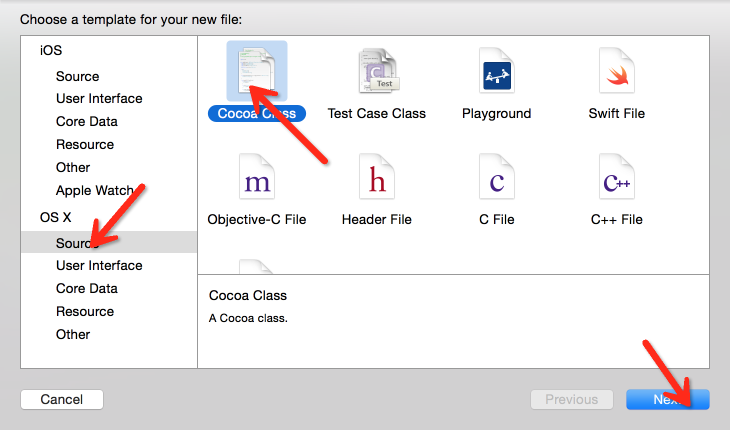 Choose a template for your new file:
iOS
Source
User Interface
Core Data
Resource
Other
Apple Watch
OS X
Source
User Interface
Core Data
Resource
Other
Cocoa Class
Test
Test Case Class
Playground
Swift File
m
Objective-C File
h
Header File
c
C File
C++
C++ File
Cocoa Class
A Cocoa class.
Cancel
Previous
Next